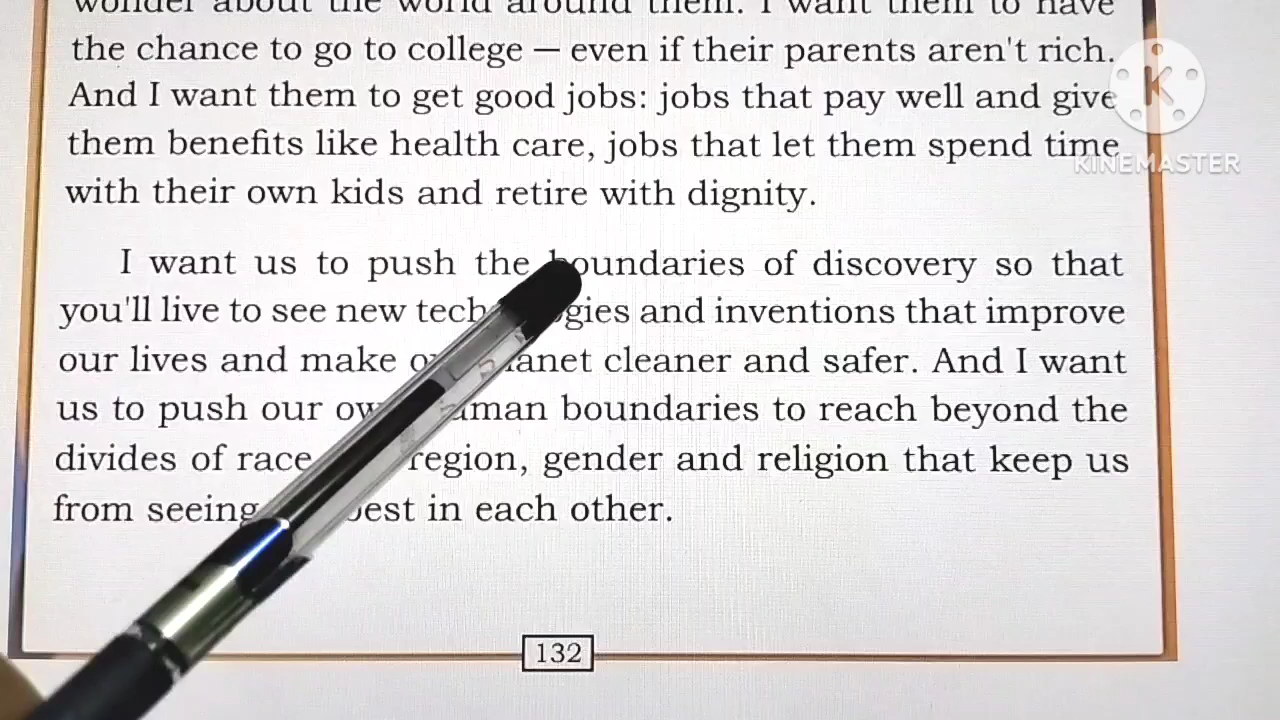 wonder about the world around them. I want them to have
the chance to go to college — even if their parents aren't rich.
And I want them to get good jobs: jobs that pay well and give
them benefits like health care, jobs that let them spend time
with their own kids and retire with dignity.
I want us to push the boundaries of discovery so that
you'll live to see new technologies and inventions that improve
our lives and make our planet cleaner and safer. And I want
us to push our own human boundaries to reach beyond the
divides of race region, gender and religion that keep us
from seeing best in each other.
132
K
KINEMASTER